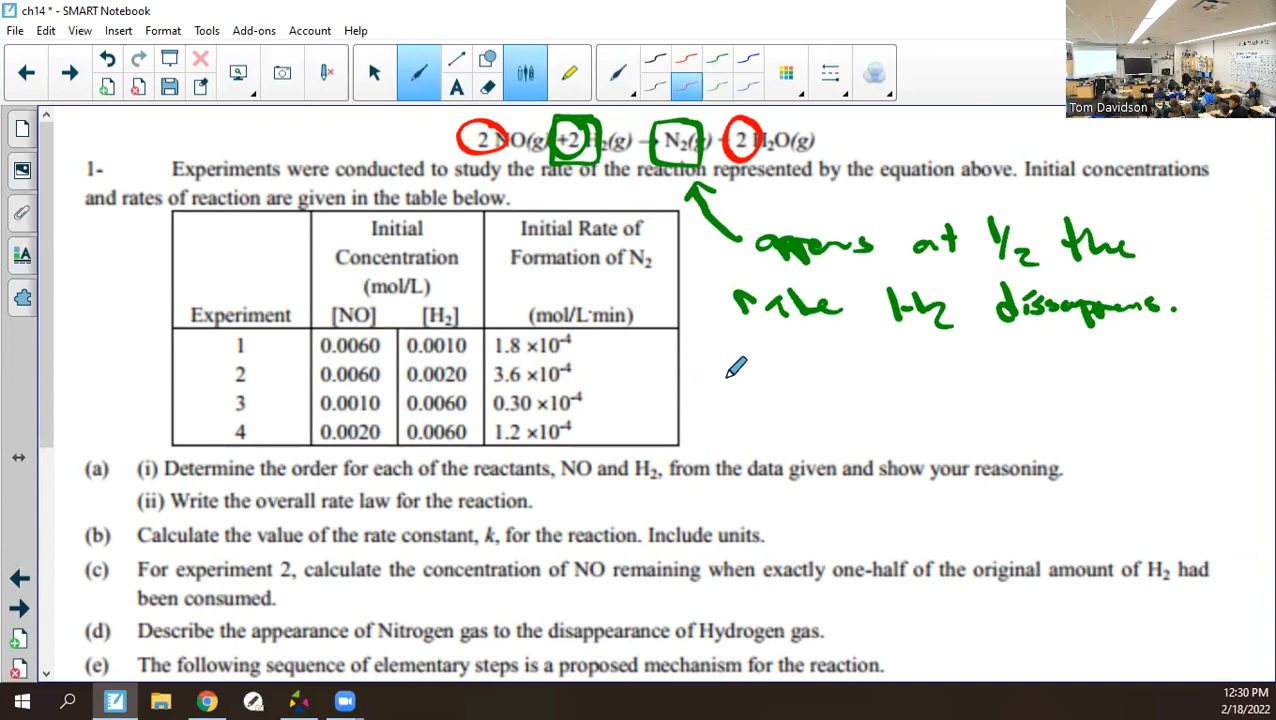 ch14 * - SMART Notebook
File Edit View Insert Format Tools Add-ons Account Help
Tom Davidson
2 NO(g) +2 H₂(g) → N₂(g) + 2 H₂O(g)
1- Experiments were conducted to study the rate of the reaction represented by the equation above. Initial concentrations
and rates of reaction are given in the table below.
Initial Initial Rate of
Concentration Formation of N₂
(mol/L)
Experiment [NO] [H₂] (mol/L·min)
1 0.0060 0.0010 1.8 ×10⁻⁴
2 0.0060 0.0020 3.6 ×10⁻⁴
3 0.0010 0.0060 0.30 ×10⁻⁴
4 0.0020 0.0060 1.2 ×10⁻⁴
at 1/2 the
rate H2
(a) (i) Determine the order for each of the reactants, NO and H₂, from the data given and show your reasoning.
(ii) Write the overall rate law for the reaction.
(b) Calculate the value of the rate constant, k, for the reaction. Include units.
(c) For experiment 2, calculate the concentration of NO remaining when exactly one-half of the original amount of H₂ had
been consumed.
(d) Describe the appearance of Nitrogen gas to the disappearance of Hydrogen gas.
(e) The following sequence of elementary steps is a proposed mechanism for the reaction.
12:30 PM
2/18/2022